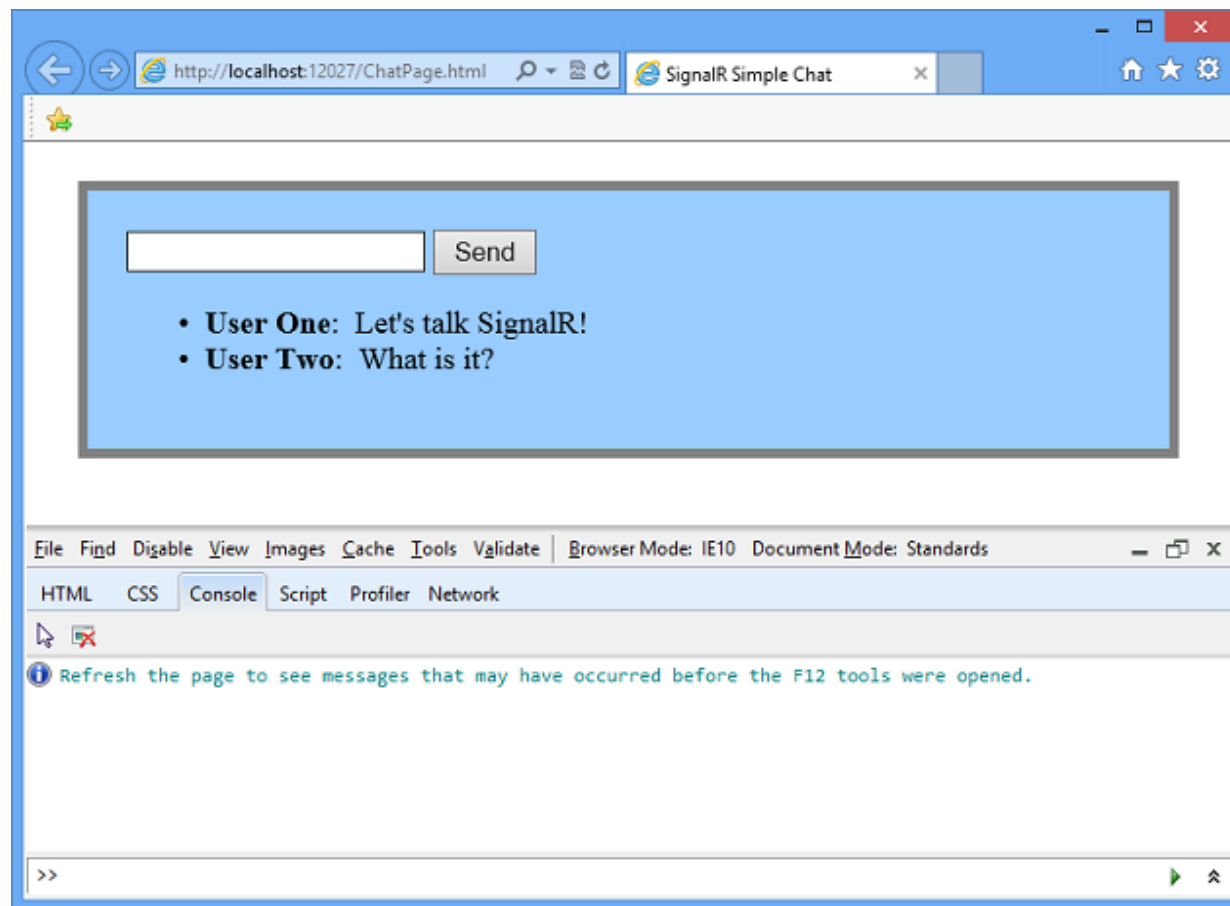 http://localhost:12027/ChatPage.html SignalR Simple Chat
Send
• User One: Let's talk SignalR!
• User Two: What is it?
File Find Disable View Images Cache Tools Validate Browser Mode: IE10 Document Mode: Standards
HTML CSS Console Script Profiler Network
Refresh the page to see messages that may have occurred before the F12 tools were opened.
>>